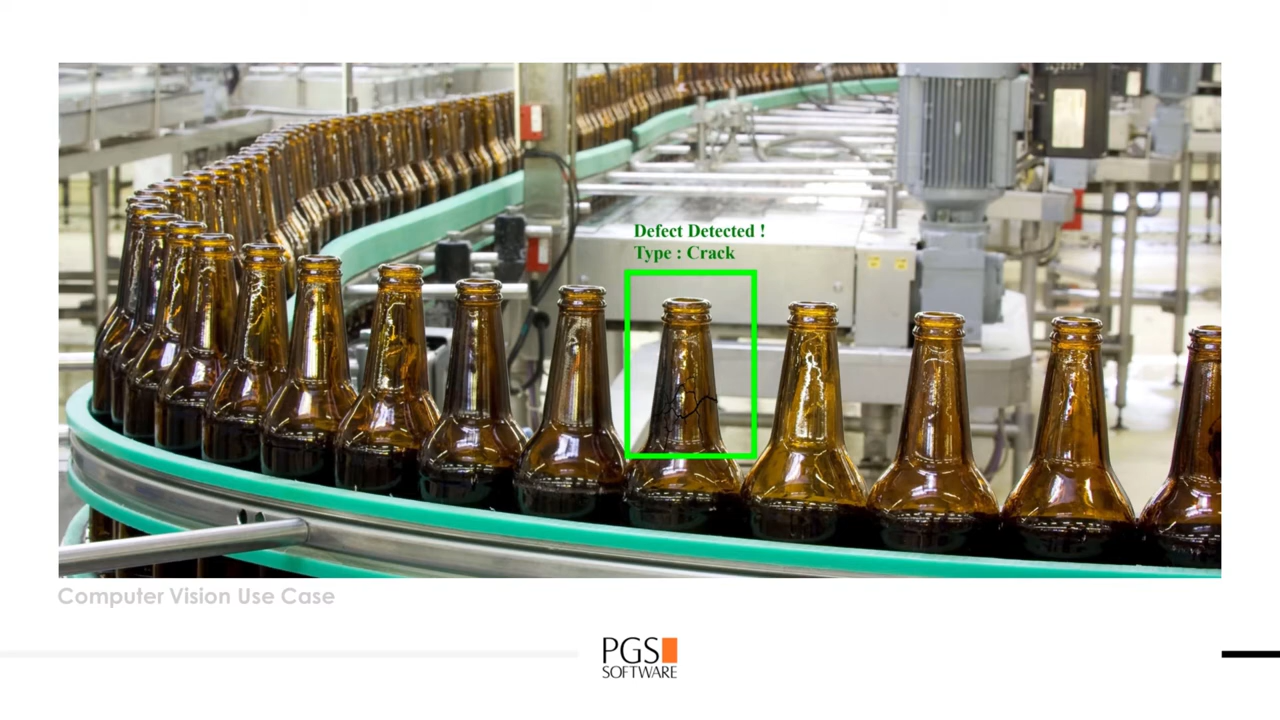 Defect Detected !
Type : Crack
Computer Vision Use Case
PGS
SOFTWARE